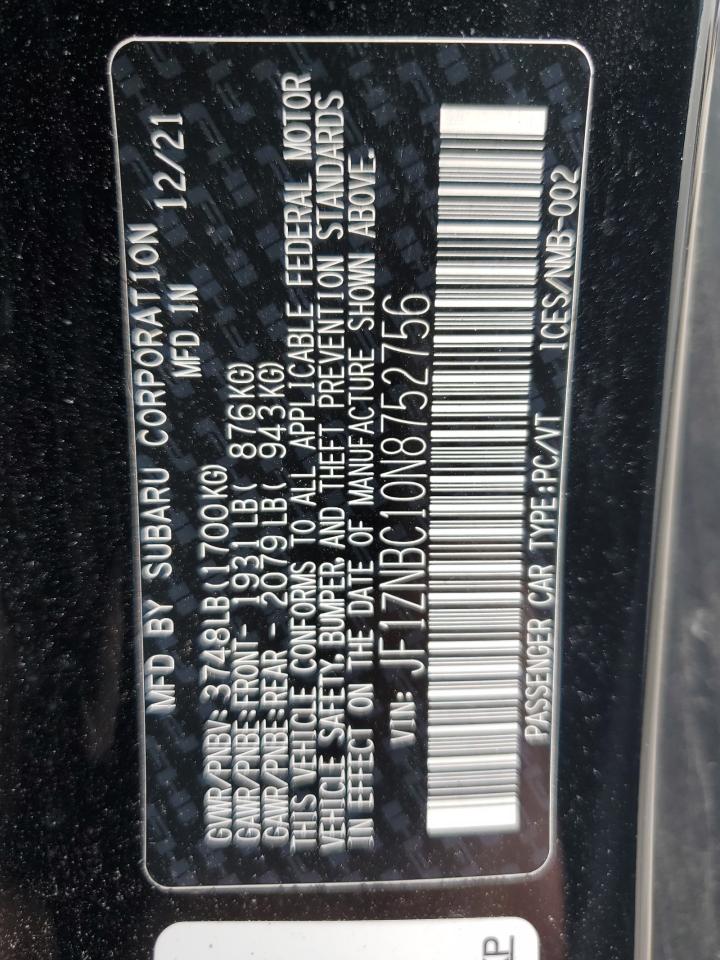 MFD BY SUBARU CORPORATION
MFD IN 12/21
GVWR/PNBV: 3748LB(1700KG)
GAWR/PNBE:FRONT- 1931LB( 876KG)
GAWR/PNBE:REAR - 2079LB( 943KG)
THIS VEHICLE CONFORMS TO ALL APPLICABLE FEDERAL MOTOR
VEHICLE SAFETY, BUMPER, AND THEFT PREVENTION STANDARDS
IN EFFECT ON THE DATE OF MANUFACTURE SHOWN ABOVE.
VIN: JF1ZNBC10N8752756
PASSENGER CAR TYPE:PC/VT ICES/NMB-002